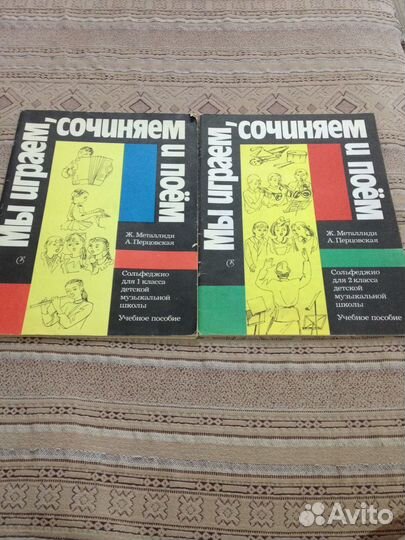 Мы играем,
сочиняем
и поём
Ж. Металлиди
А. Перцовская
Сольфеджио
для 1 класса
детской
музыкальной
школы
Учебное пособие
Мы играем,
сочиняем
и поём
Ж. Металлиди
А. Перцовская
Сольфеджио
для 2 класса
детской
музыкальной
школы
Учебное пособие
Avito